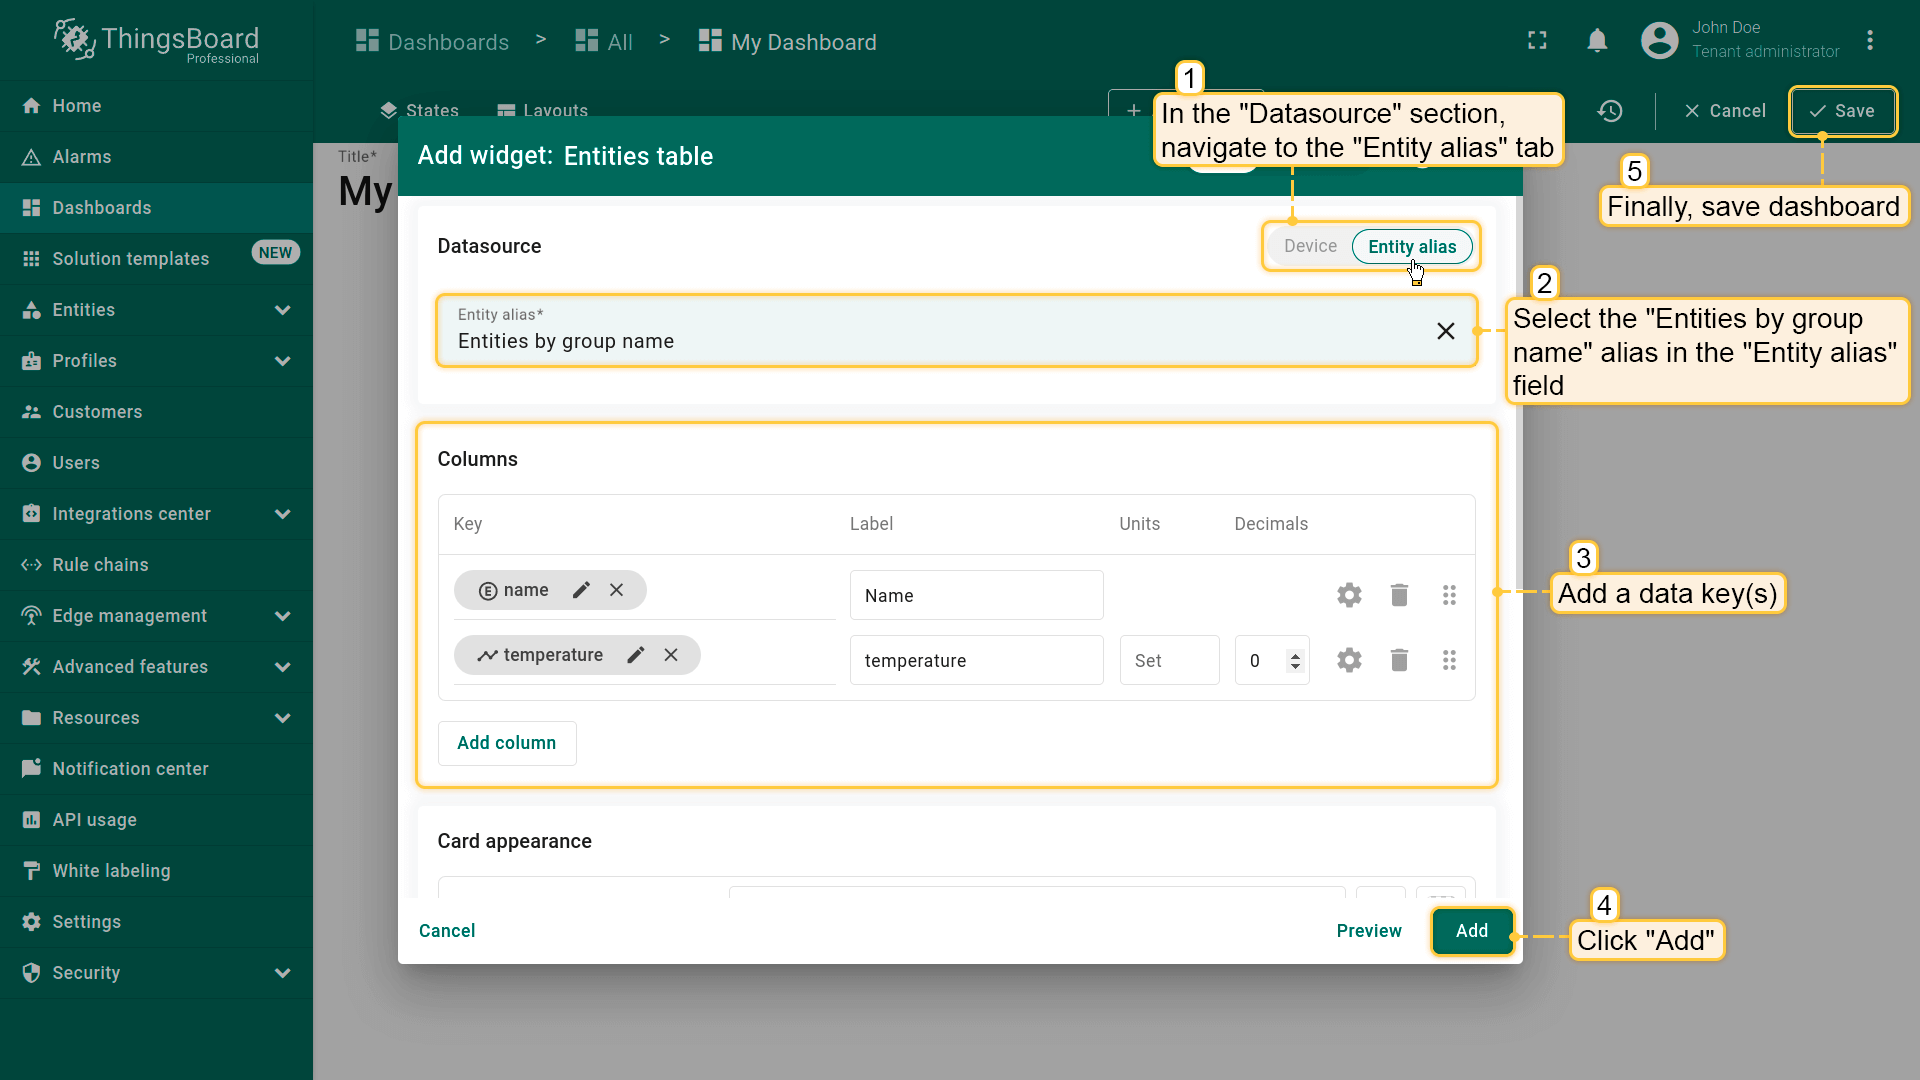 ThingsBoard
Professional
Dashboards > All > My Dashboard
John Doe
Tenant administrator
Home
Alarms
Dashboards
Solution templates NEW
Entities
Profiles
Customers
Users
Integrations center
Rule chains
Edge management
Advanced features
Resources
Notification center
API usage
White labeling
Settings
Security
States Layouts
Cancel Save
Title*
My
Add widget: Entities table
1
In the "Datasource" section,
navigate to the "Entity alias" tab
5
Finally, save dashboard
Datasource
Device Entity alias
Entity alias*
Entities by group name
2
Select the "Entities by group
name" alias in the "Entity alias"
field
Columns
Key Label Units Decimals
name Name
temperature temperature Set 0
3
Add a data key(s)
Add column
Card appearance
Cancel Preview Add
4
Click "Add"